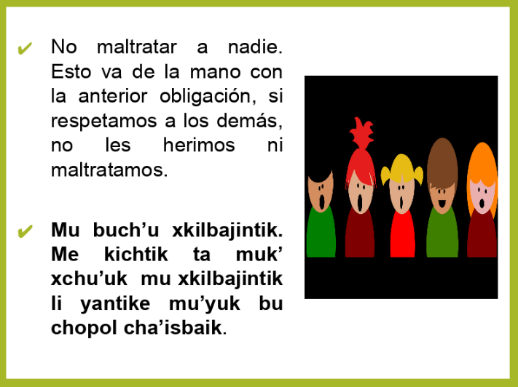 No maltratar a nadie.
Esto va de la mano con
la anterior obligación, si
respetamos a los demás,
no les herimos ni
maltratamos.
Mu buch’u xkilbajintik.
Me kichtik ta muk’
xchu’uk mu xkilbajintik
li yantike mu’yuk bu
chopol cha’isbaik.